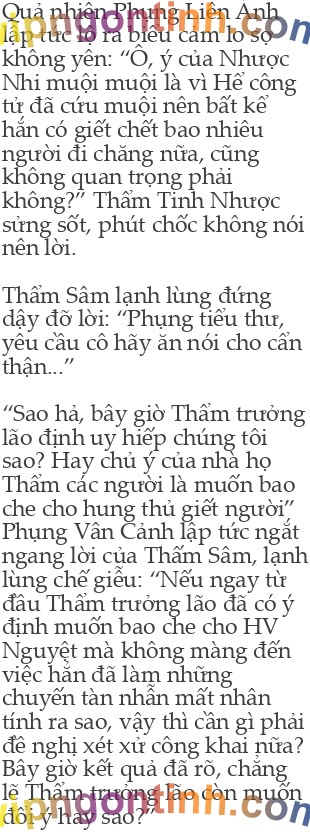 Quả nhiên Phụng Liên Ảnh
lập tức lộ ra biểu cảm lo sợ
không yên: “Ồ, ý của Nhược
Nhi muội muội là vì Hề công
tử đã cứu muội nên bất kể
hắn có giết chết bao nhiêu
người đi chăng nữa, cũng
không quan trọng phải
không?” Thẩm Tinh Nhược
sửng sốt, phút chốc không nói
nên lời.
Thẩm Sâm lạnh lùng đứng
dậy đỡ lời: “Phụng tiểu thư,
yêu cầu cô hãy ăn nói cho cẩn
thận...”
“Sao hả, bây giờ Thẩm trưởng
lão định uy hiếp chúng tôi
sao? Hay chủ ý của nhà họ
Thẩm các người là muốn bao
che cho hung thủ giết người”
Phụng Vân Cảnh lập tức ngắt
ngang lời của Thẩm Sâm, lạnh
lùng chế giễu: “Nếu ngay từ
đầu Thẩm trưởng lão đã có ý
định muốn bao che cho HV
Nguyệt mà không màng đến
việc hắn đã làm những
chuyến tàn nhẫn mất nhân
tính ra sao, vậy thì cần gì phải
đề nghị xét xử công khai nữa?
Bây giờ kết quả đã rõ, chẳng
lẽ Thẩm trưởng lão còn muốn
đổi ý hay sao?”
vipngontinh.com